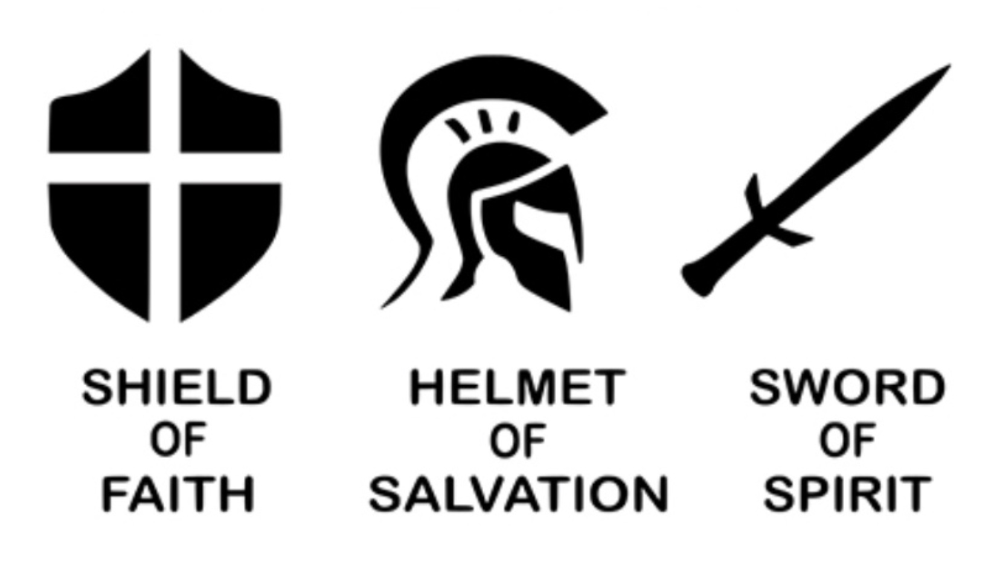 SHIELD
OF
FAITH
HELMET
OF
SALVATION
SWORD
OF
SPIRIT